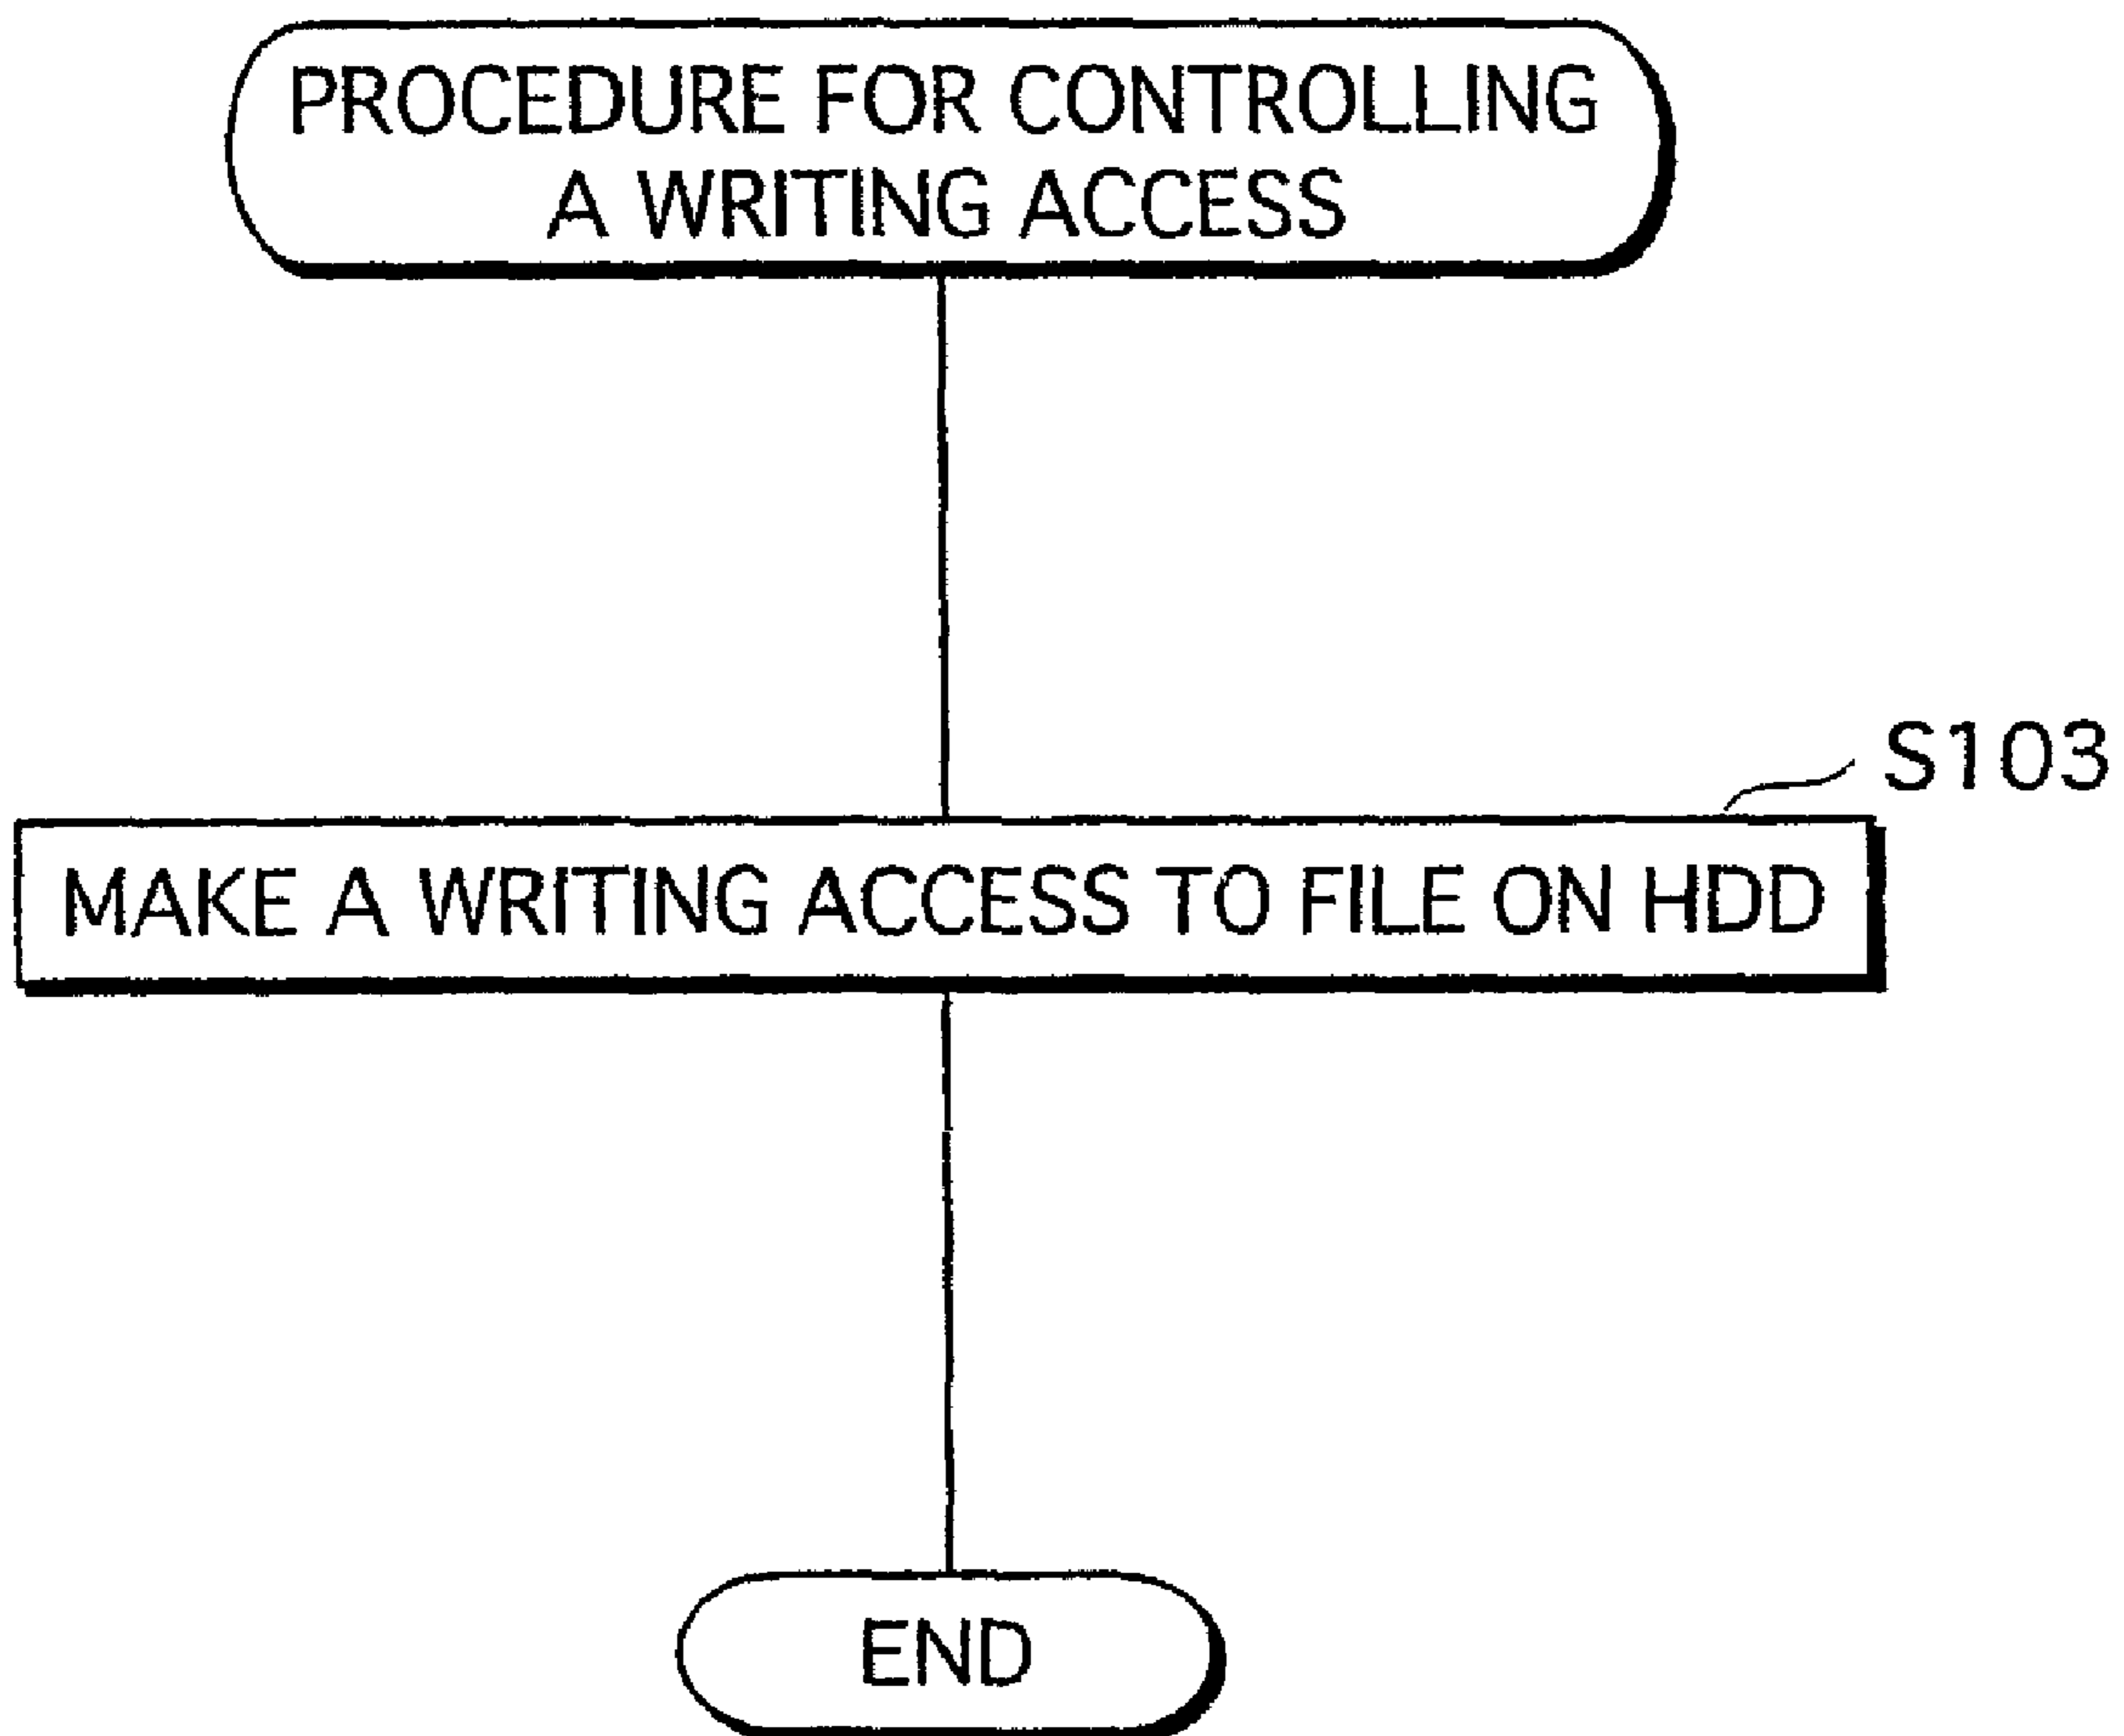 PROCEDURE FOR CONTROLLING
A WRITING ACCESS
S103
MAKE A WRITING ACCESS TO FILE ON HDD
END